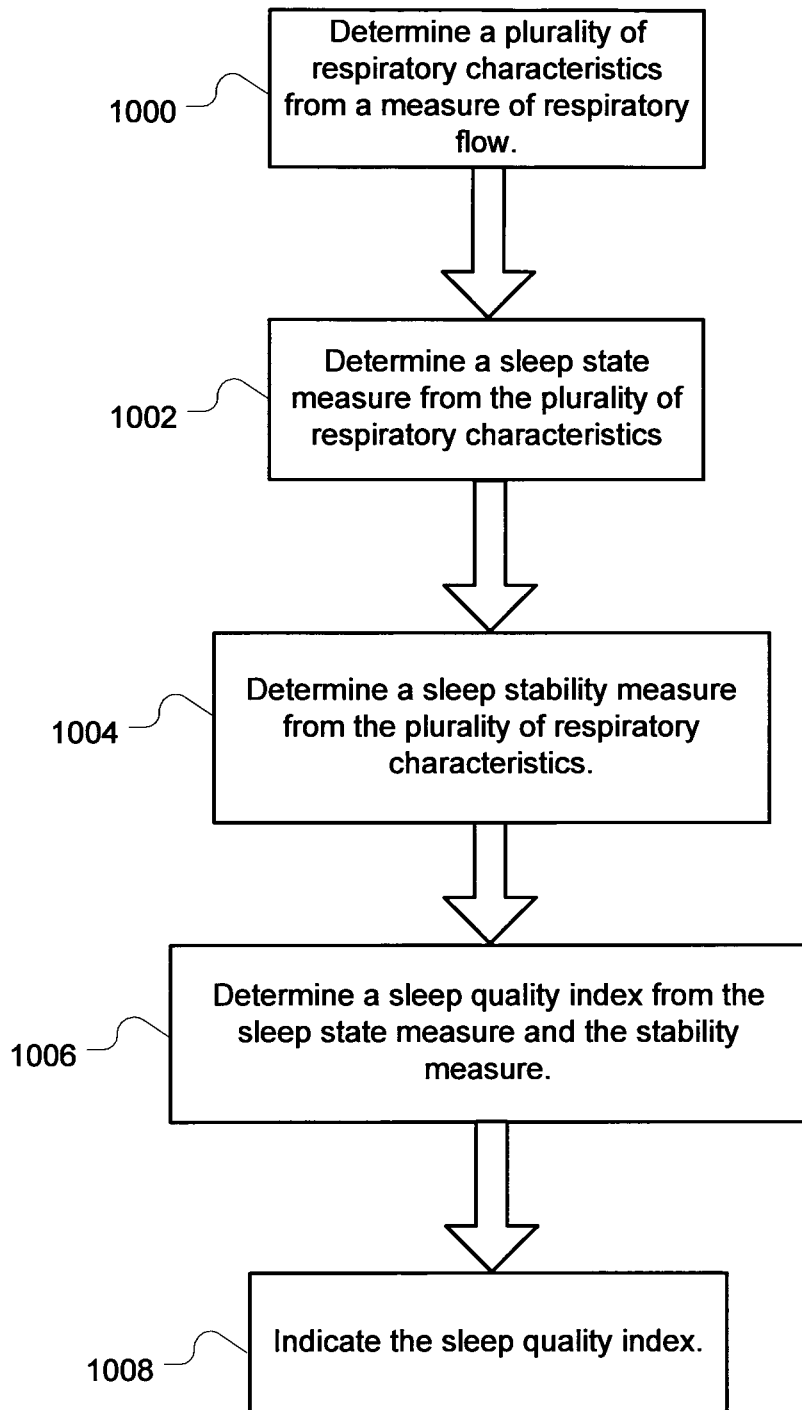 Determine a plurality of
respiratory characteristics
from a measure of respiratory
flow.
1000
Determine a sleep state
measure from the plurality of
respiratory characteristics
1002
Determine a sleep stability measure
from the plurality of respiratory
characteristics.
1004
Determine a sleep quality index from the
sleep state measure and the stability
measure.
1006
Indicate the sleep quality index.
1008